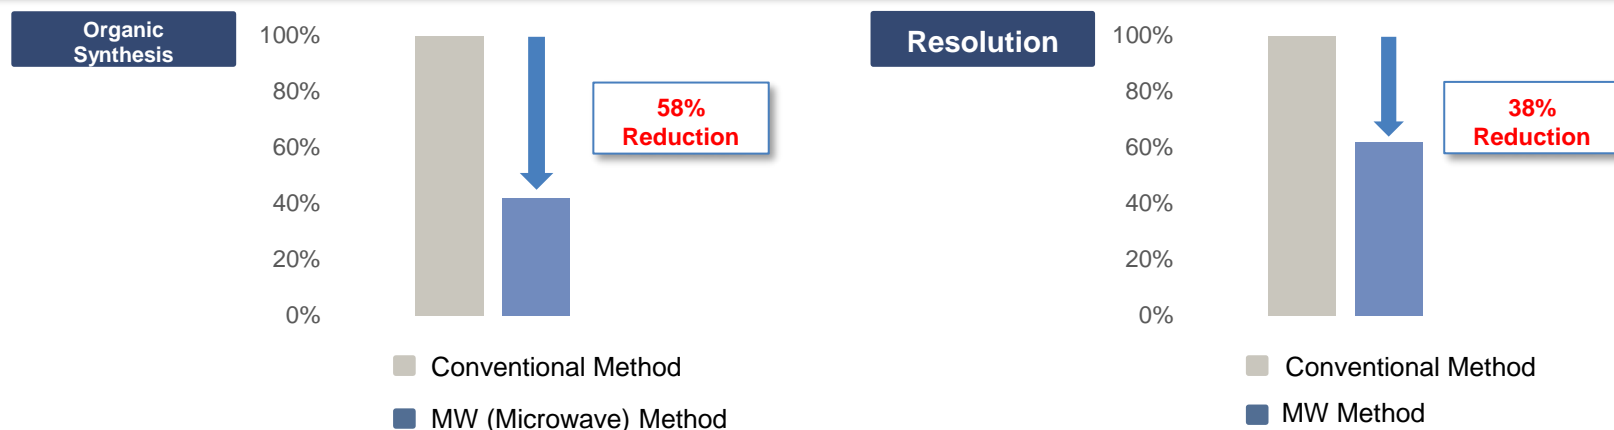 Organic
Synthesis
100%
80%
60%
40%
20%
0%
58%
Reduction
Conventional Method
MW (Microwave) Method
Resolution
100%
80%
60%
40%
20%
0%
38%
Reduction
Conventional Method
MW Method